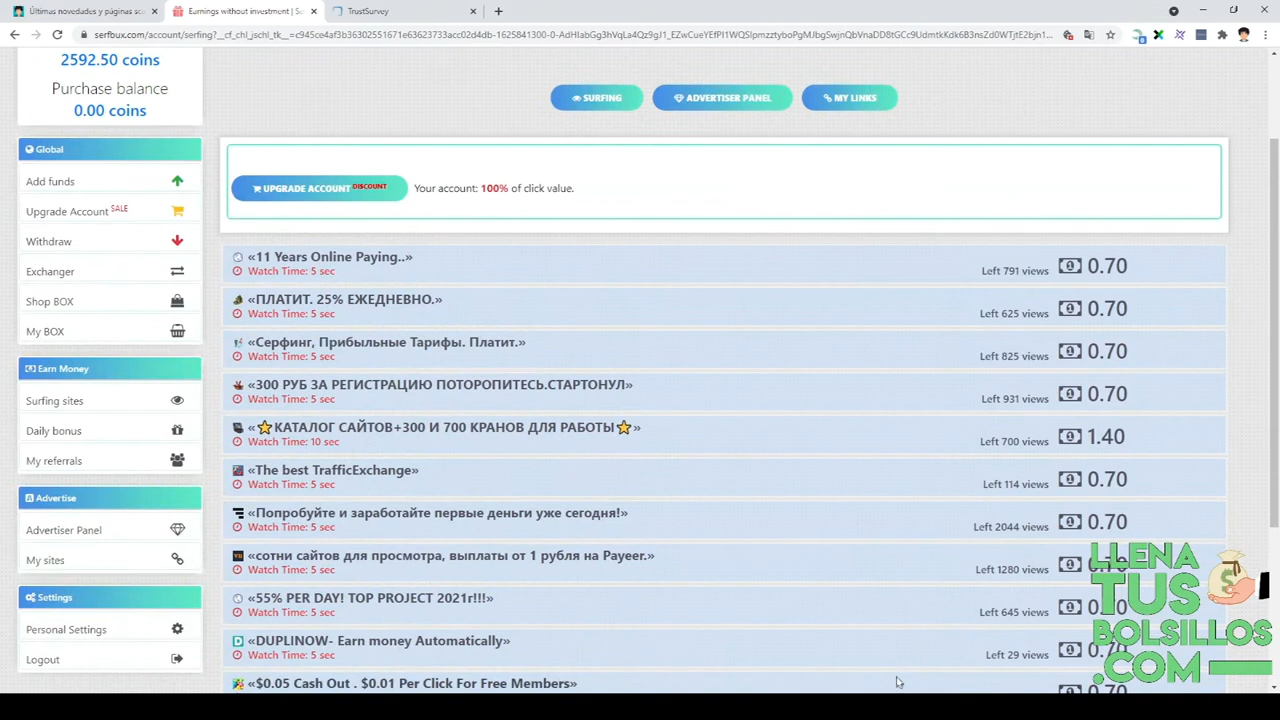 Últimas novedades y páginas sca
Earnings without investment | Se
TrustSurvey
serfbux.com/account/serfing?__cf_chl_jschl_tk__=c945ce4af3b36302551671e63623733acc02d4db-1625841300-0-AdHlabGg3hVqLa4Qz9gJ1_EZwCueYEfPI1WQSlpmzztyboPgMJbgSwjnQbVnaDD8tGCc9UdmtkKdk6B3nsZd0WTjtE2bjn1...
2592.50 coins
Purchase balance
0.00 coins
SURFING
ADVERTISER PANEL
MY LINKS
Global
Add funds
Upgrade Account SALE
Withdraw
Exchanger
Shop BOX
My BOX
Earn Money
Surfing sites
Daily bonus
My referrals
Advertise
Advertiser Panel
My sites
Settings
Personal Settings
Logout
UPGRADE ACCOUNT DISCOUNT Your account: 100% of click value.
«11 Years Online Paying..»
Watch Time: 5 sec
Left 791 views 0.70
«ПЛАТИТ. 25% ЕЖЕДНЕВНО.»
Watch Time: 5 sec
Left 625 views 0.70
«Серфинг, Прибыльные Тарифы. Платит.»
Watch Time: 5 sec
Left 825 views 0.70
«300 РУБ ЗА РЕГИСТРАЦИЮ ПОТОРОПИТЕСЬ.СТАРТОНУЛ»
Watch Time: 5 sec
Left 931 views 0.70
«⭐КАТАЛОГ САЙТОВ+300 И 700 КРАНОВ ДЛЯ РАБОТЫ⭐»
Watch Time: 10 sec
Left 700 views 1.40
«The best TrafficExchange»
Watch Time: 5 sec
Left 114 views 0.70
«Попробуйте и заработайте первые деньги уже сегодня!»
Watch Time: 5 sec
Left 2044 views 0.70
«сотни сайтов для просмотра, выплаты от 1 рубля на Payeer.»
Watch Time: 5 sec
Left 1280 views
«55% PER DAY! TOP PROJECT 2021г!!!»
Watch Time: 5 sec
Left 645 views
«DUPLINOW- Earn money Automatically»
Watch Time: 5 sec
Left 29 views
«$0.05 Cash Out . $0.01 Per Click For Free Members»
LLENA
TUS
BOLSILLOS
.COM